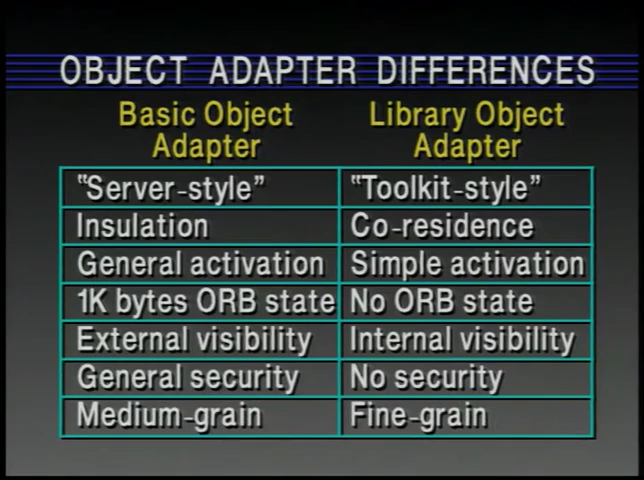 OBJECT ADAPTER DIFFERENCES
Basic Object Adapter
Library Object Adapter
"Server-style" "Toolkit-style"
Insulation Co-residence
General activation Simple activation
1K bytes ORB state No ORB state
External visibility Internal visibility
General security No security
Medium-grain Fine-grain